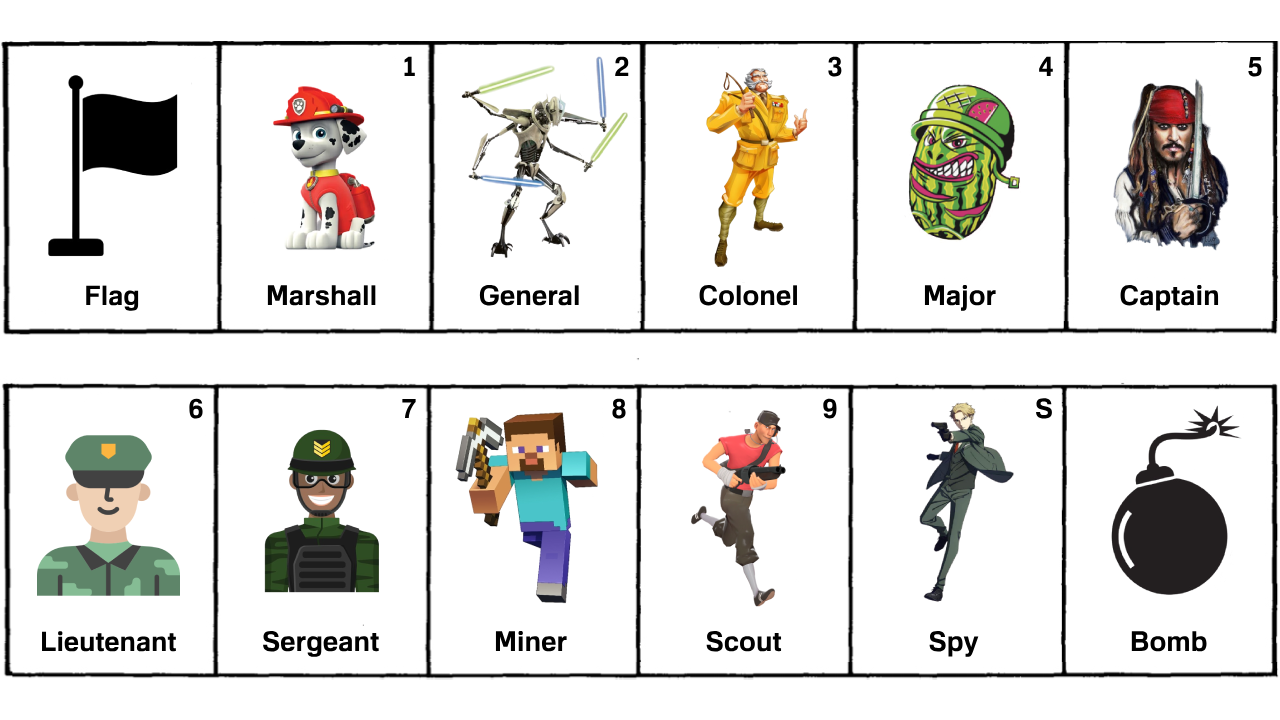 1
2
3
4
5
Flag
Marshall
General
Colonel
Major
Captain
6
7
8
9
S
Lieutenant
Sergeant
Miner
Scout
Spy
Bomb